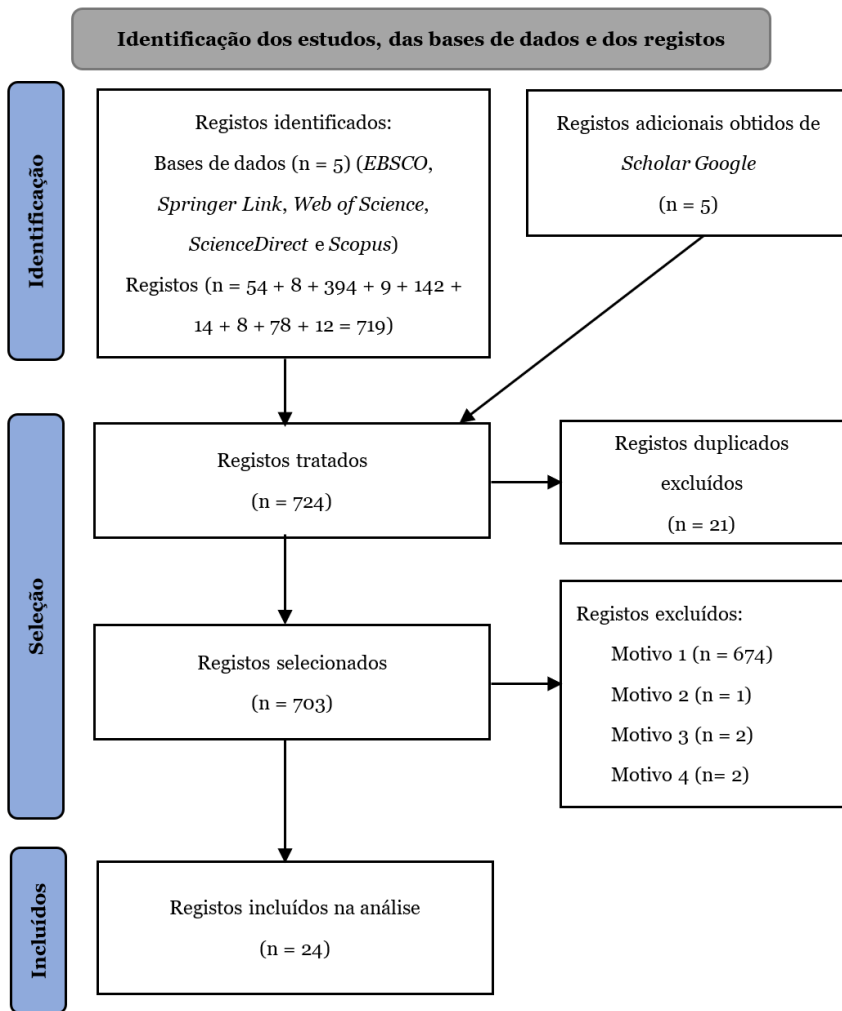 Identificação dos estudos, das bases de dados e dos registos
Identificação
Registos identificados:
Bases de dados (n = 5) (EBSCO,
Springer Link, Web of Science,
ScienceDirect e Scopus)
Registos (n = 54 + 8 + 394 + 9 + 142 +
14 + 8 + 78 + 12 = 719)
Registos adicionais obtidos de
Scholar Google
(n = 5)
Seleção
Registos tratados
(n = 724)
Registos duplicados
excluídos
(n = 21)
Registos selecionados
(n = 703)
Registos excluídos:
Motivo 1 (n = 674)
Motivo 2 (n = 1)
Motivo 3 (n = 2)
Motivo 4 (n= 2)
Incluídos
Registos incluídos na análise
(n = 24)